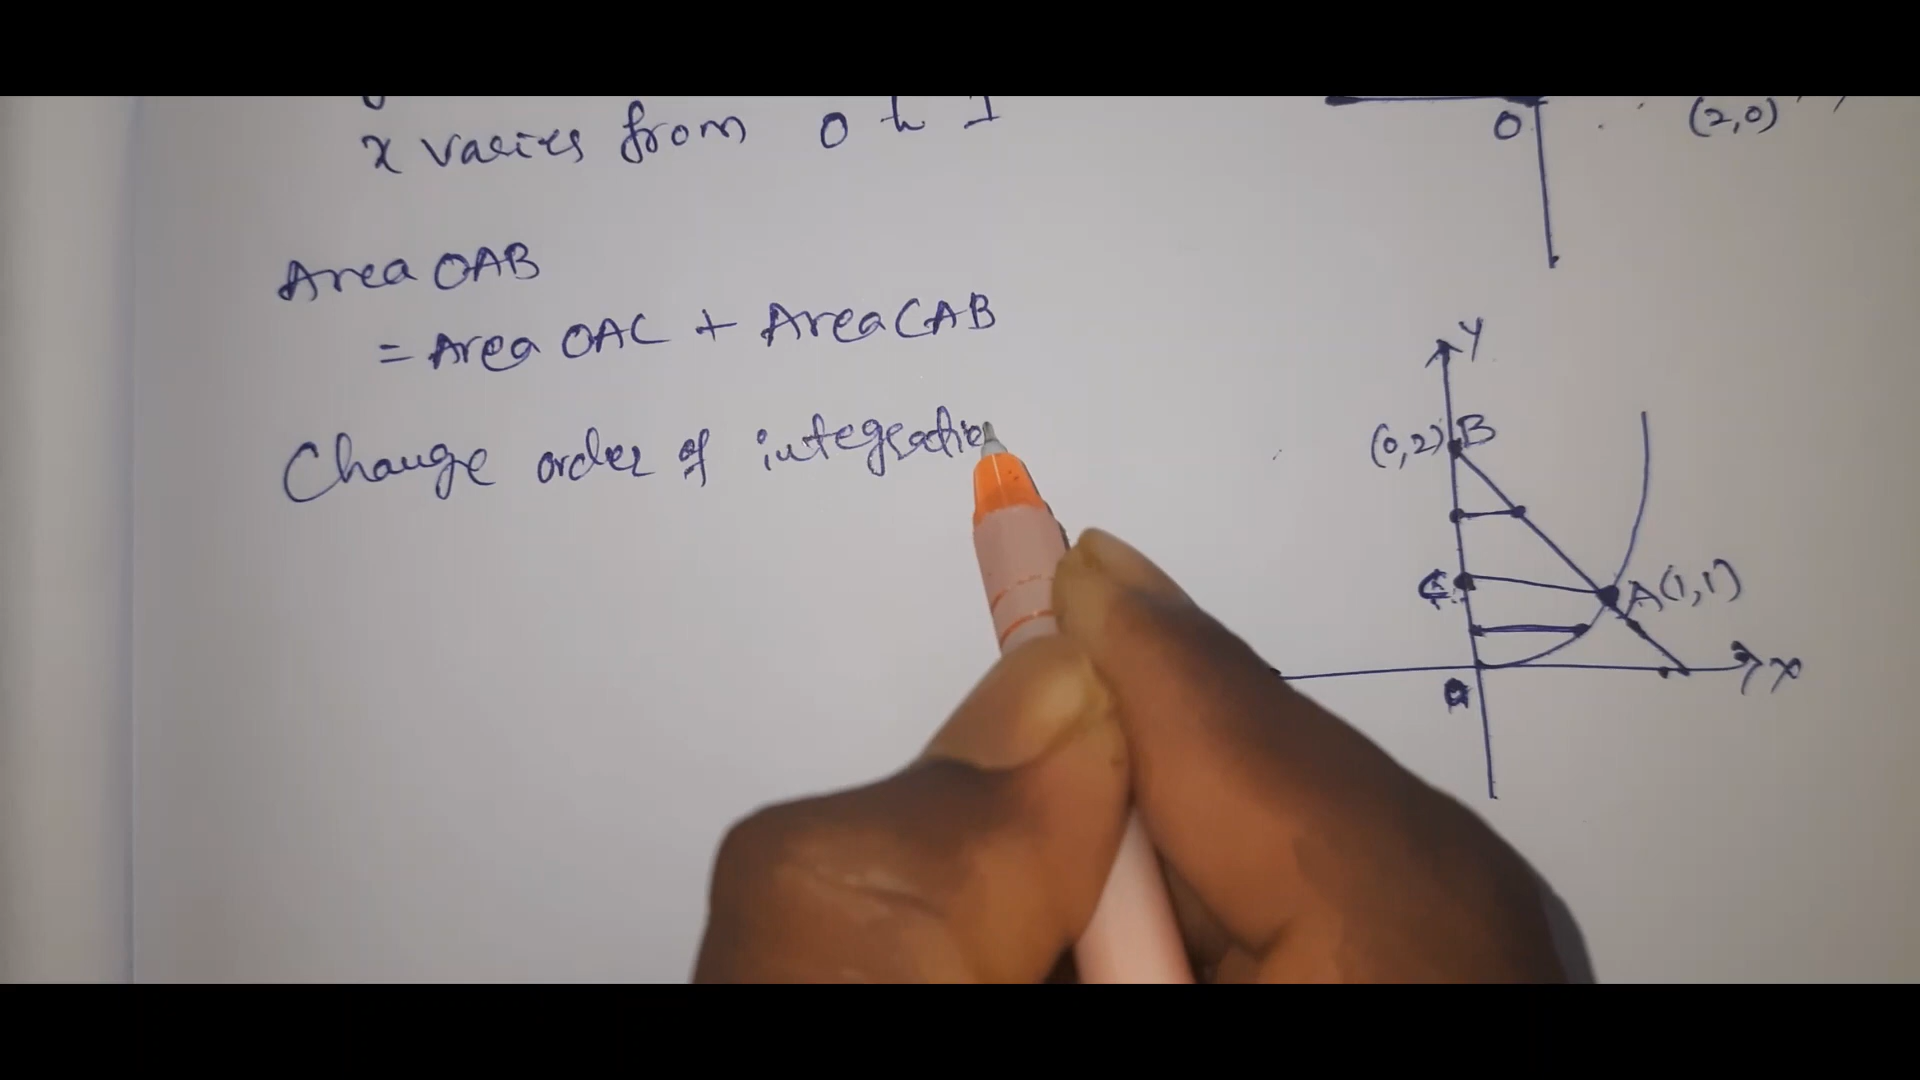 x varies from 0 to 1
O
(2,0)
Area OAB
= Area OAC + Area CAB
Change order of integratio
Y
(0,2) B
C
A(1,1)
X
O